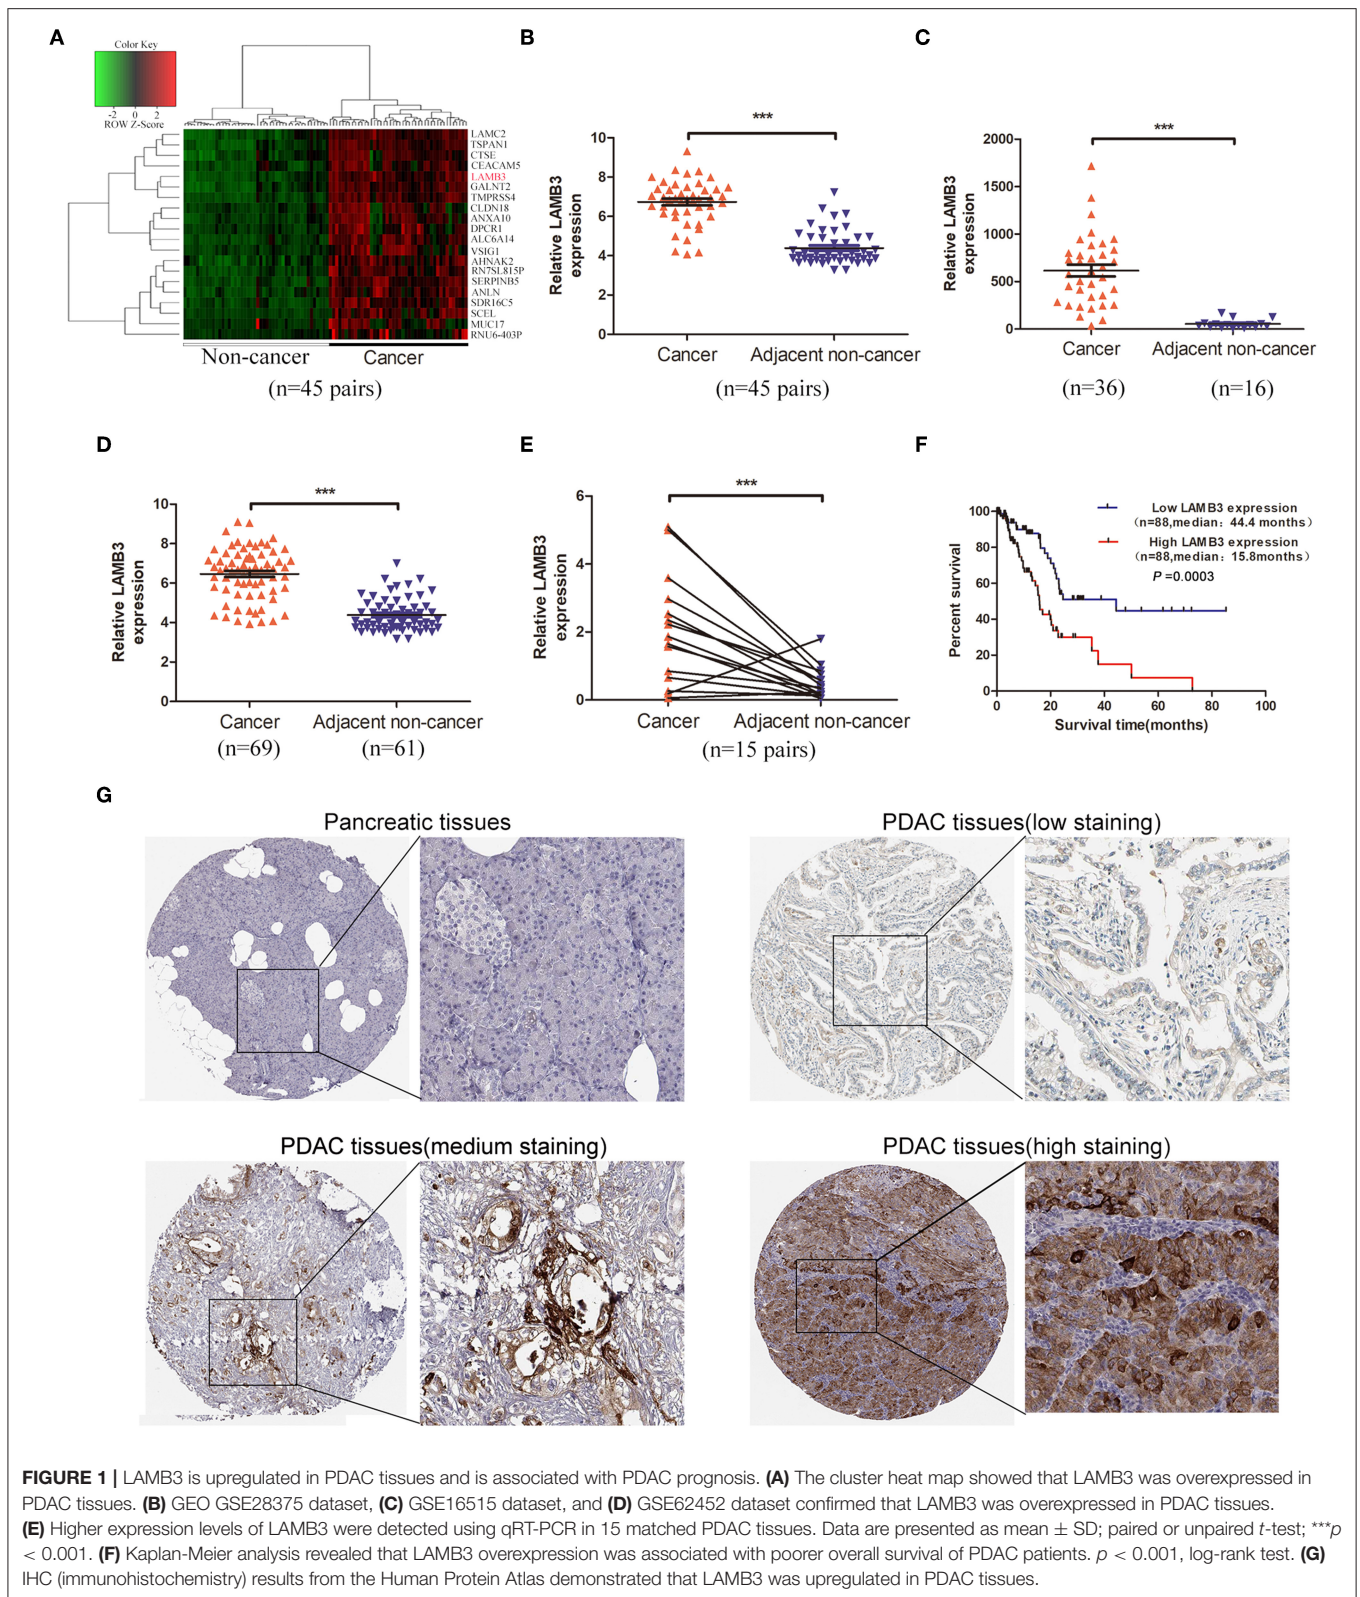 A
Color Key
-2 0 2
ROW Z-Score
LAMC2
TSPAN1
CTSE
CEACAM5
LAMB3
GALNT2
TMPRSS4
CLDN18
ANXA10
DPCR1
ALC6A14
VSIG1
AHNAK2
RN7SL815P
SERPINB5
ANLN
SDR16C5
SCEL
MUC17
RNU6-403P
Non-cancer Cancer
(n=45 pairs)
B
***
Relative LAMB3
expression
10
8
6
4
2
0
Cancer Adjacent non-cancer
(n=45 pairs)
C
***
Relative LAMB3
expression
2000
1500
1000
500
0
Cancer Adjacent non-cancer
(n=36) (n=16)
D
***
Relative LAMB3
expression
10
8
6
4
2
0
Cancer Adjacent non-cancer
(n=69) (n=61)
E
***
Relative LAMB3
expression
6
4
2
0
Cancer Adjacent non-cancer
(n=15 pairs)
F
Percent survival
100
80
60
40
20
0
Low LAMB3 expression
(n=88,median: 44.4 months)
High LAMB3 expression
(n=88,median: 15.8months)
P =0.0003
0 20 40 60 80 100
Survival time(months)
G
Pancreatic tissues
PDAC tissues(low staining)
PDAC tissues(medium staining)
PDAC tissues(high staining)
FIGURE 1 | LAMB3 is upregulated in PDAC tissues and is associated with PDAC prognosis. (A) The cluster heat map showed that LAMB3 was overexpressed in
PDAC tissues. (B) GEO GSE28375 dataset, (C) GSE16515 dataset, and (D) GSE62452 dataset confirmed that LAMB3 was overexpressed in PDAC tissues.
(E) Higher expression levels of LAMB3 were detected using qRT-PCR in 15 matched PDAC tissues. Data are presented as mean ± SD; paired or unpaired t-test; ***p
< 0.001. (F) Kaplan-Meier analysis revealed that LAMB3 overexpression was associated with poorer overall survival of PDAC patients. p < 0.001, log-rank test. (G)
IHC (immunohistochemistry) results from the Human Protein Atlas demonstrated that LAMB3 was upregulated in PDAC tissues.